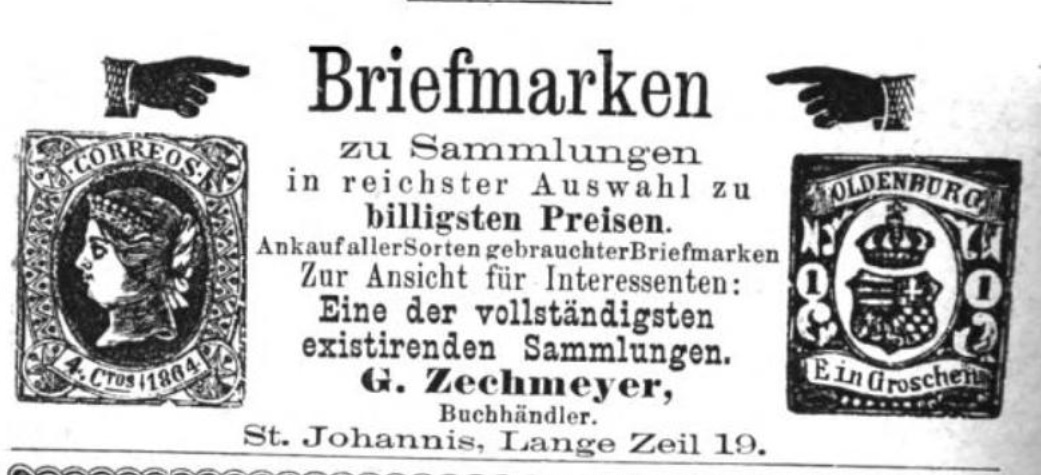 Briefmarken
zu Sammlungen
in reichster Auswahl zu
billigsten Preisen.
Ankauf aller Sorten gebrauchter Briefmarken
Zur Ansicht für Interessenten:
Eine der vollständigsten
existirenden Sammlungen.
G. Zechmeyer,
Buchhändler.
St. Johannis, Lange Zeil 19.
CORREOS
4. CTOS 1864
OLDENBURG
1 1
Ein Groschen